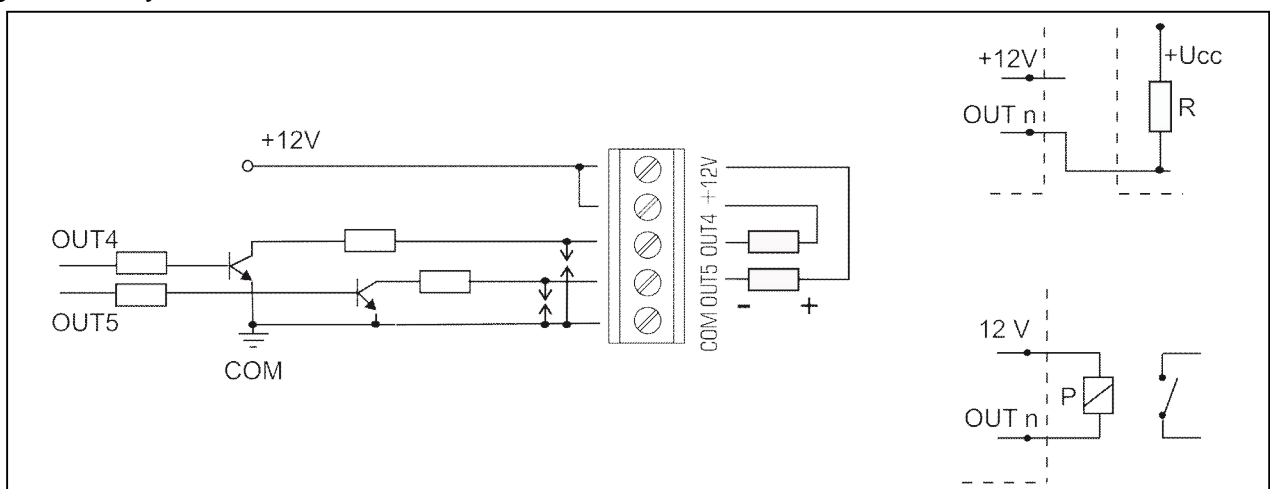 +12V
OUT4
OUT5
COM
COM OUT5 OUT4 +12V
- +
+12V
OUT n
+Ucc
R
12 V
P
OUT n